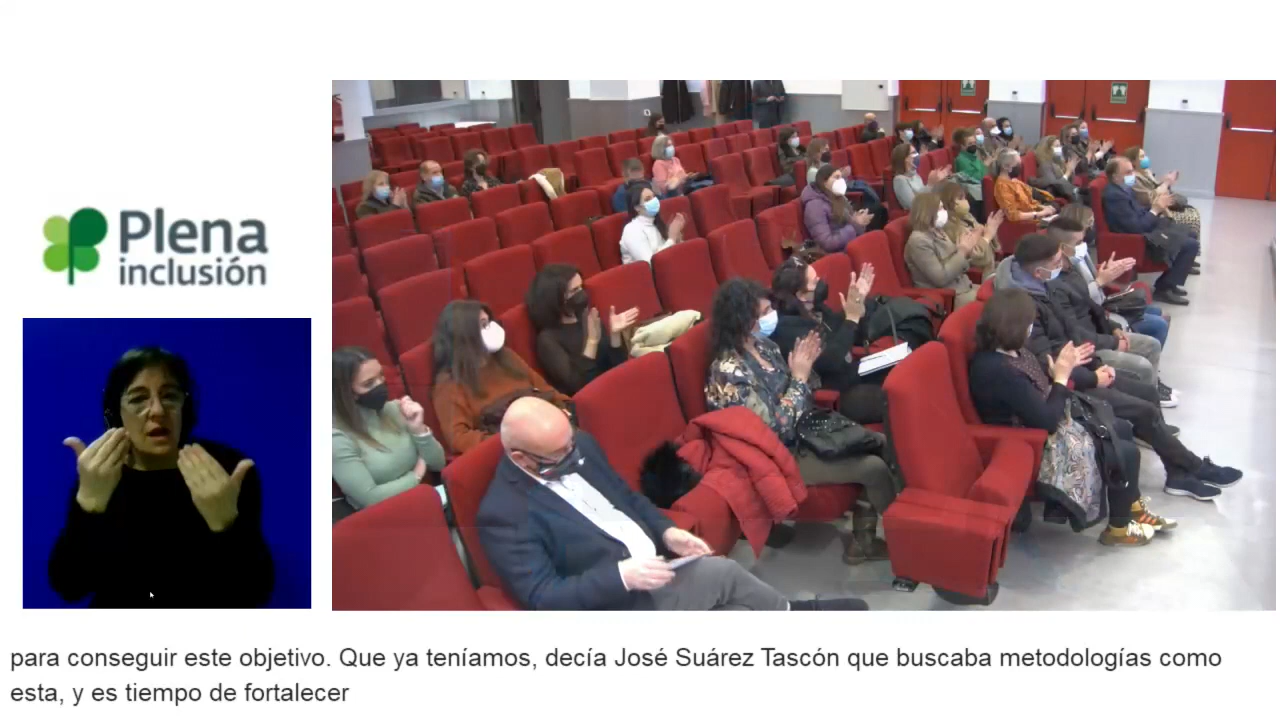 Plena
inclusión
para conseguir este objetivo. Que ya teníamos, decía José Suárez Tascón que buscaba metodologías como
esta, y es tiempo de fortalecer